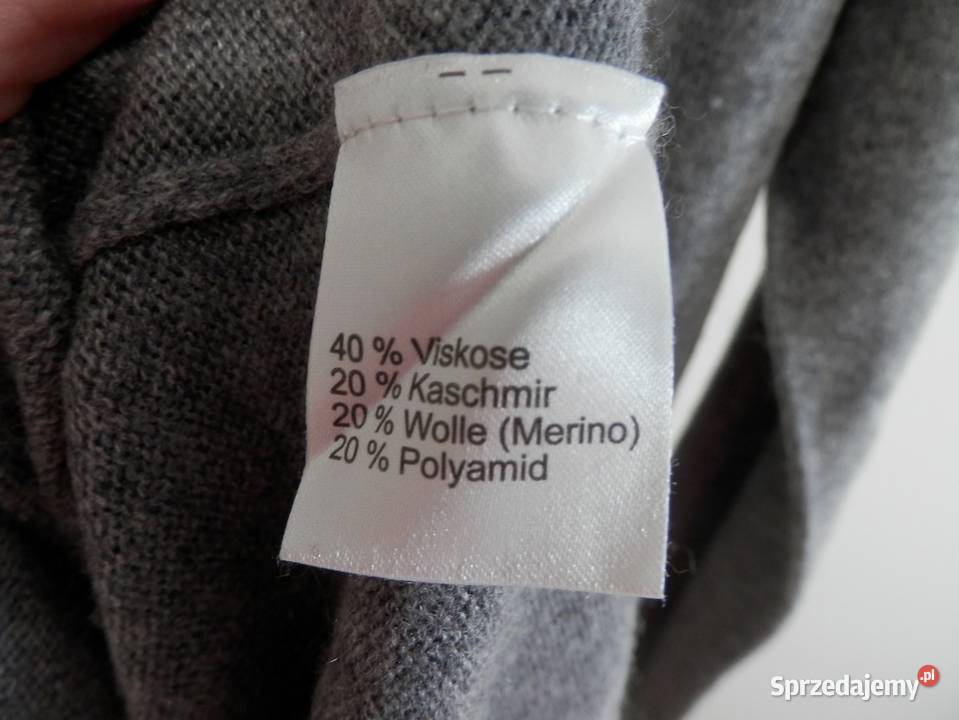 40 % Viskose
20 % Kaschmir
20 % Wolle (Merino)
20 % Polyamid
Sprzedajemy.pl